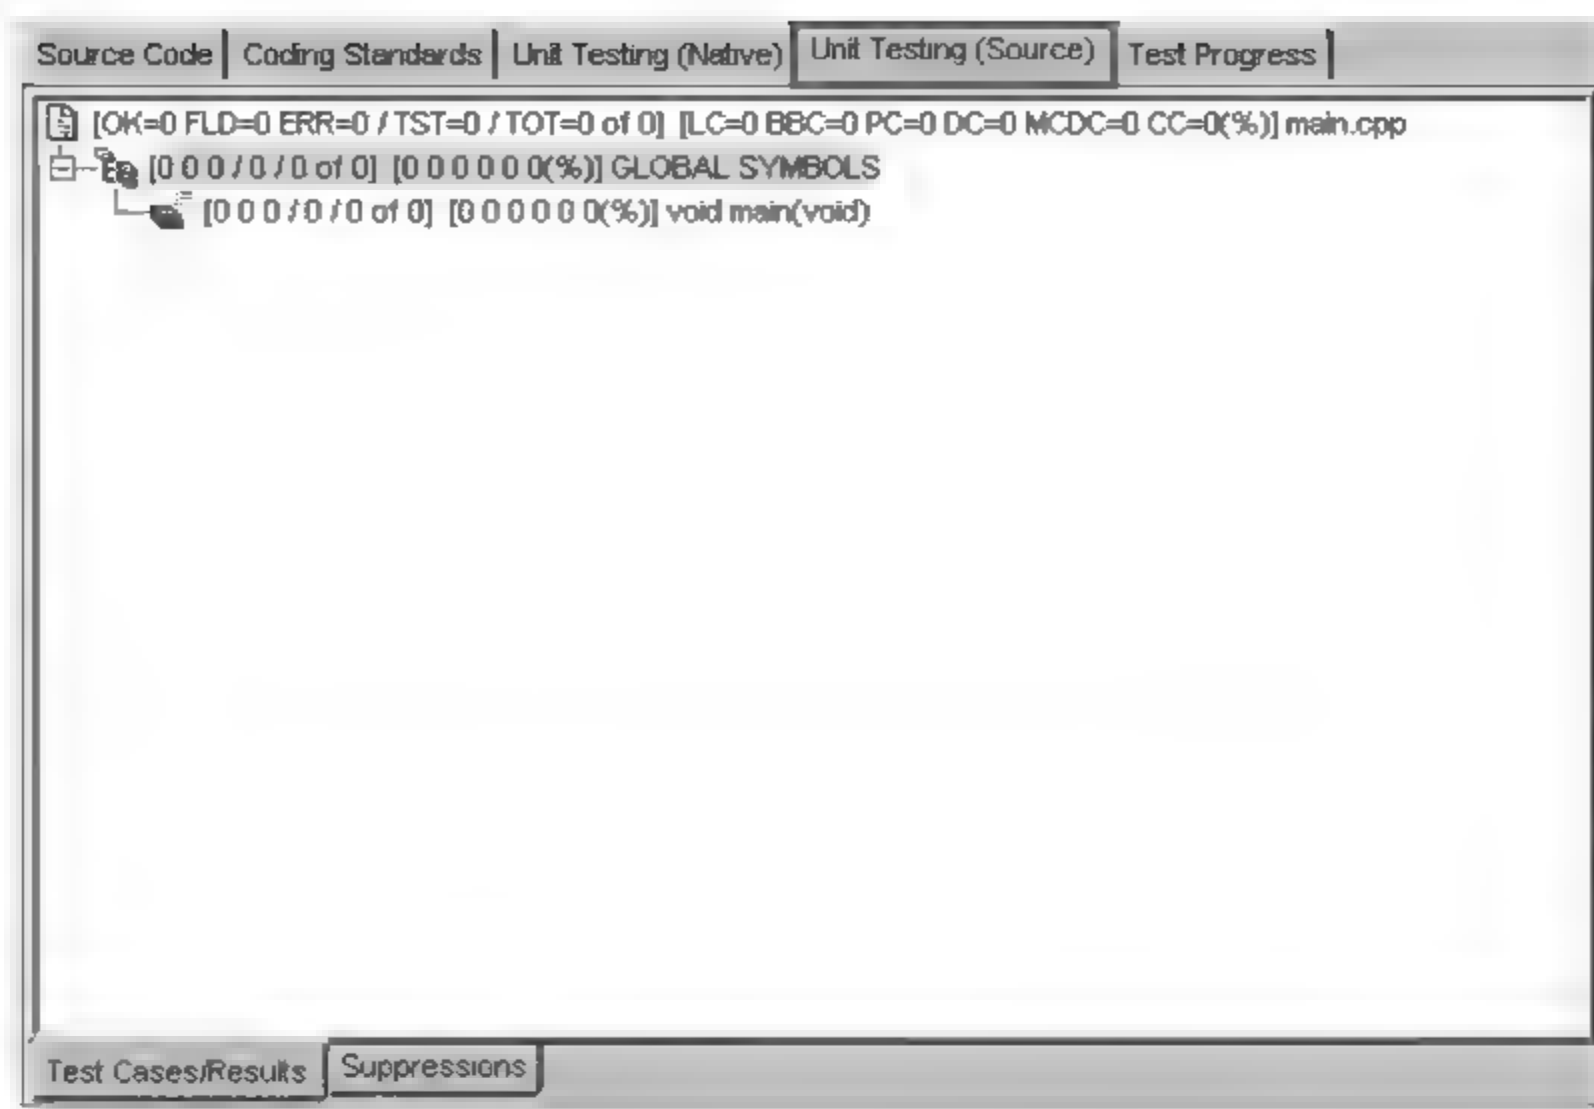 Source Code Coding Standards Unit Testing (Native) Unit Testing (Source) Test Progress
[OK=0 FLD=0 ERR=0 / TST=0 / TOT=0 of 0] [LC=0 BBC=0 PC=0 DC=0 MCDC=0 CC=0(%)] main.cpp
[0 0 0 / 0 / 0 of 0] [0 0 0 0 0 0(%)] GLOBAL SYMBOLS
[0 0 0 / 0 / 0 of 0] [0 0 0 0 0 0(%)] void main(void)
Test Cases/Results Suppressions